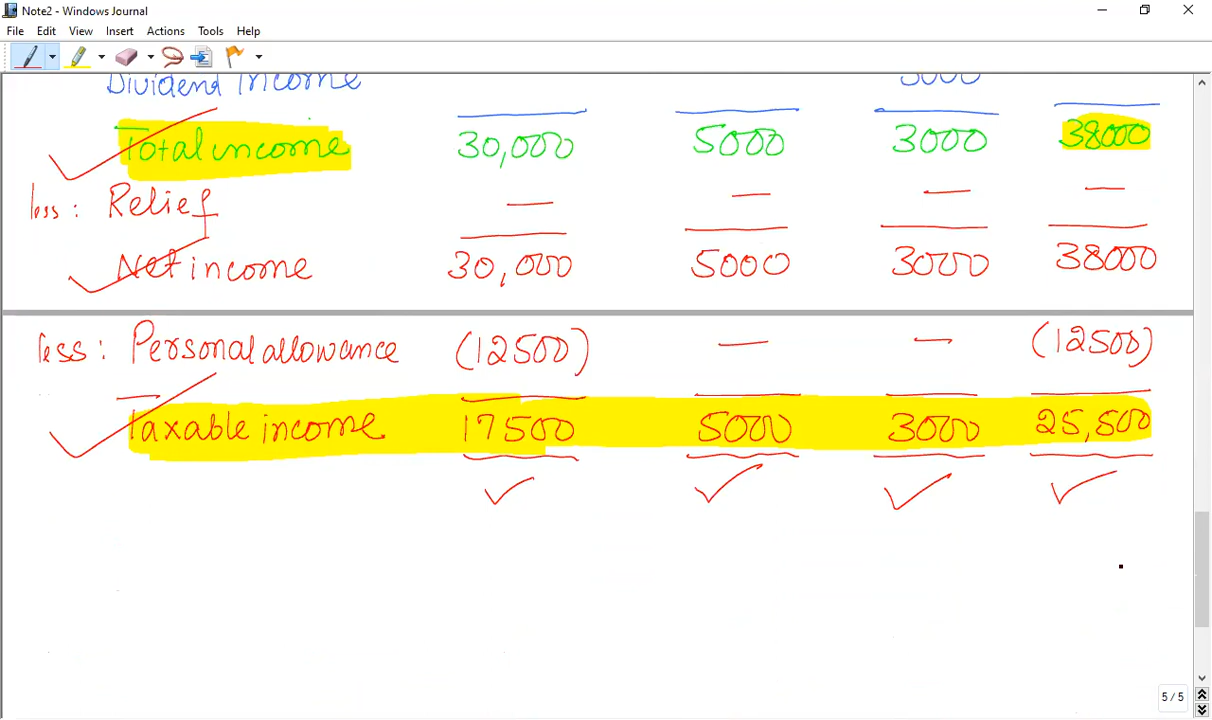 Note2 - Windows Journal
File Edit View Insert Actions Tools Help
Dividend income 3000
Total income 30,000 5000 3000 38000
less: Relief — — — —
Net income 30,000 5000 3000 38000
less: Personal allowance (12500) — — (12500)
Taxable income 17500 5000 3000 25,500
5 / 5